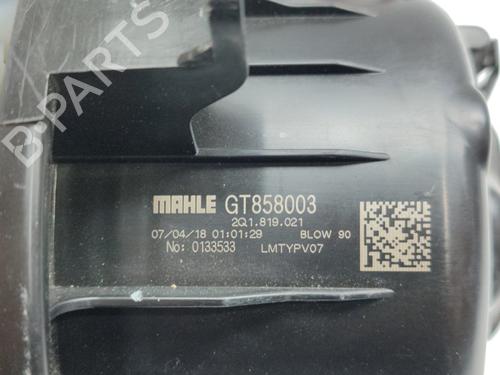 B-PARTS
MAHLE GT858003
2Q1.819.021
07/04/18 01:01:29 BLOW 90
No: 0133533 LMTYPV07